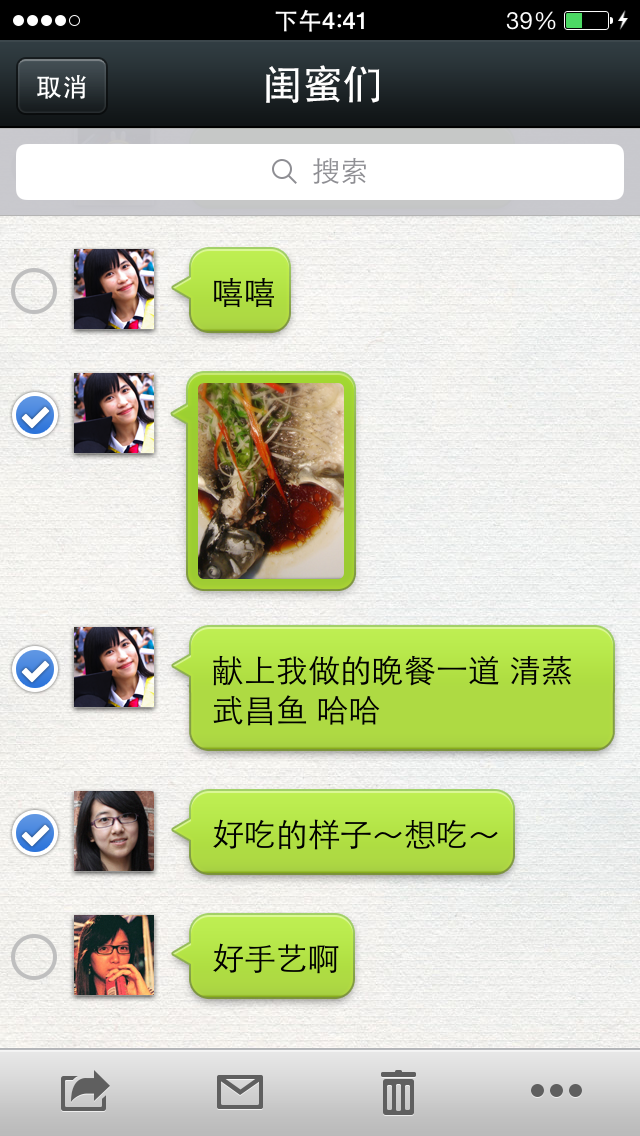 下午4:41
39%
取消
闺蜜们
搜索
嘻嘻
献上我做的晚餐一道 清蒸
武昌鱼 哈哈
好吃的样子～想吃～
好手艺啊